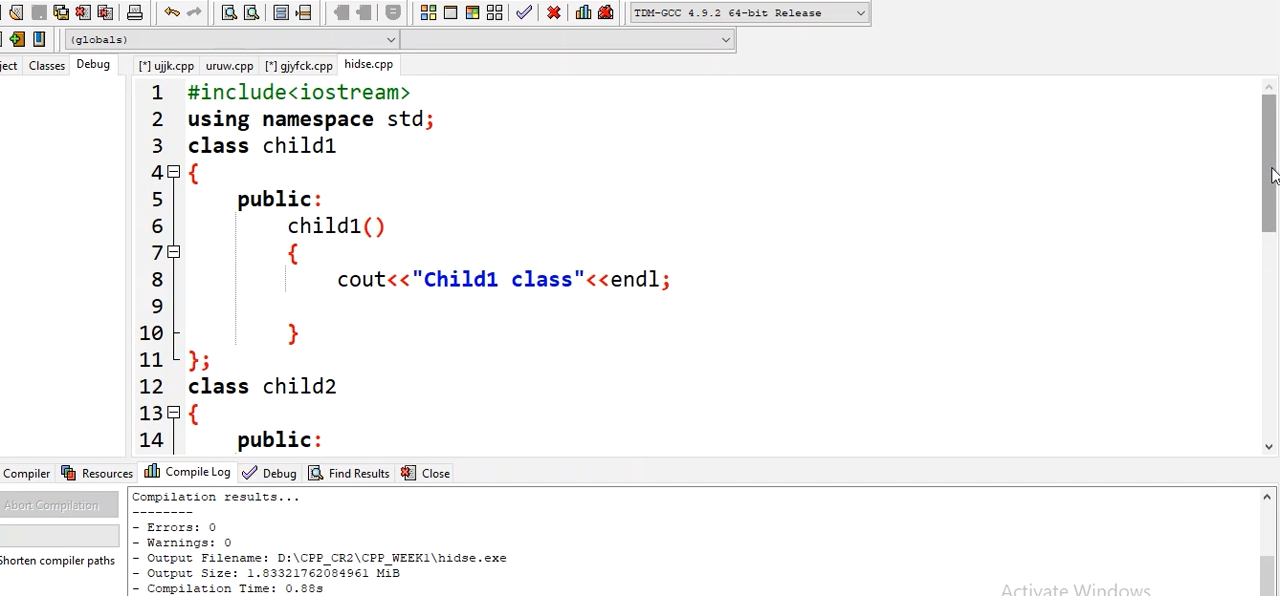 TDM-GCC 4.9.2 64-bit Release
(globals)
ject Classes Debug [*] ujjk.cpp uruw.cpp [*] gjyfck.cpp hidse.cpp
1 #include<iostream>
2 using namespace std;
3 class child1
4 {
5 public:
6 child1()
7 {
8 cout<<"Child1 class"<<endl;
9
10 }
11 };
12 class child2
13 {
14 public:
Compiler Resources Compile Log Debug Find Results Close
Abort Compilation
Shorten compiler paths
Compilation results...
--------
- Errors: 0
- Warnings: 0
- Output Filename: D:\CPP_CR2\CPP_WEEK1\hidse.exe
- Output Size: 1.83321762084961 MiB
- Compilation Time: 0.88s
Activate Windows